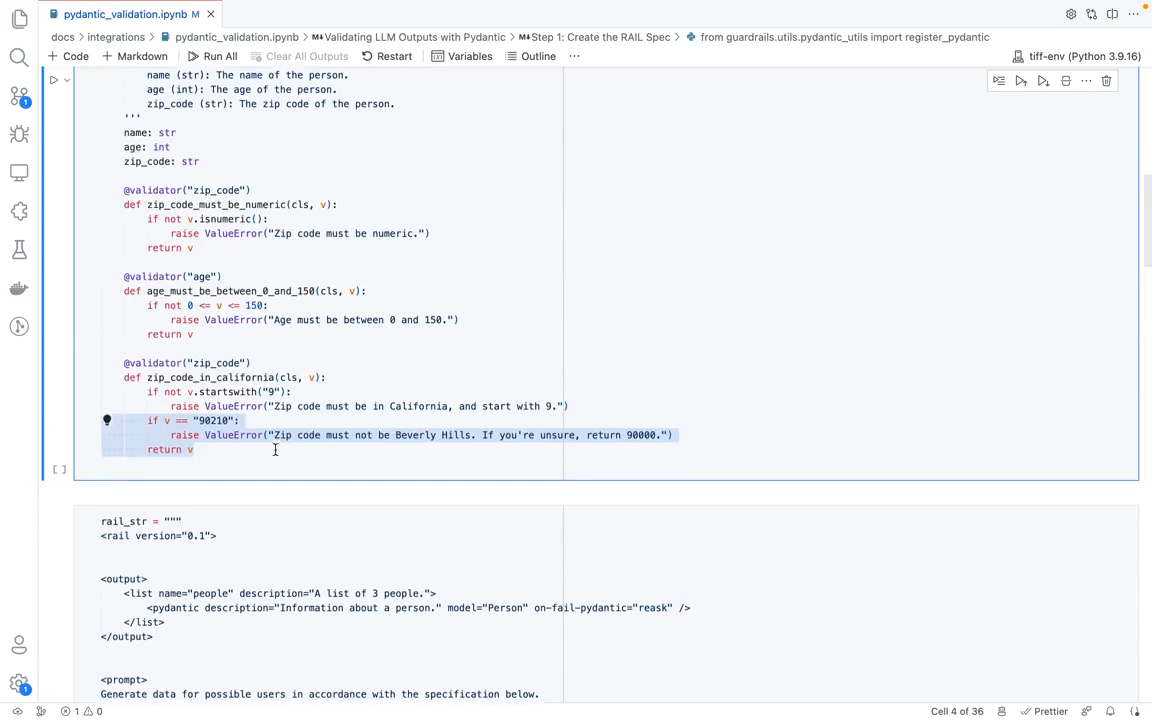 pydantic_validation.ipynb M
docs > integrations > pydantic_validation.ipynb > M↓Validating LLM Outputs with Pydantic > M↓Step 1: Create the RAIL Spec > from guardrails.utils.pydantic_utils import register_pydantic
+ Code + Markdown Run All Clear All Outputs Restart Variables Outline ... tiff-env (Python 3.9.16)
name (str): The name of the person.
age (int): The age of the person.
zip_code (str): The zip code of the person.
'''
name: str
age: int
zip_code: str
@validator("zip_code")
def zip_code_must_be_numeric(cls, v):
if not v.isnumeric():
raise ValueError("Zip code must be numeric.")
return v
@validator("age")
def age_must_be_between_0_and_150(cls, v):
if not 0 <= v <= 150:
raise ValueError("Age must be between 0 and 150.")
return v
@validator("zip_code")
def zip_code_in_california(cls, v):
if not v.startswith("9"):
raise ValueError("Zip code must be in California, and start with 9.")
if v == "90210":
raise ValueError("Zip code must not be Beverly Hills. If you're unsure, return 90000.")
return v
[ ]
rail_str = """
<rail version="0.1">
<output>
<list name="people" description="A list of 3 people.">
<pydantic description="Information about a person." model="Person" on-fail-pydantic="reask" />
</list>
</output>
<prompt>
Generate data for possible users in accordance with the specification below.
1
1
1 0 Cell 4 of 36 Prettier